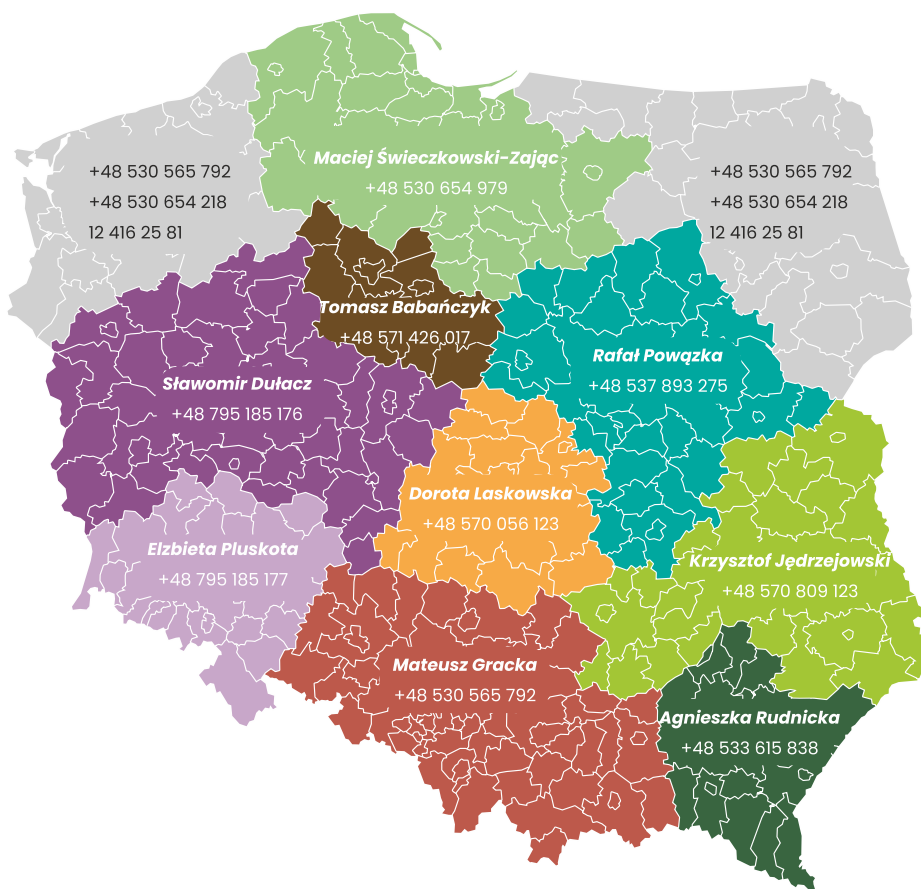 Maciej Świeczkowski-Zając
+48 530 654 979
+48 530 565 792
+48 530 654 218
12 416 25 81
+48 530 565 792
+48 530 654 218
12 416 25 81
Tomasz Babańczyk
+48 571 426 017
Rafał Powązka
+48 537 893 275
Sławomir Dułacz
+48 795 185 176
Dorota Laskowska
+48 570 056 123
Elzbieta Pluskota
+48 795 185 177
Krzysztof Jędrzejowski
+48 570 809 123
Mateusz Gracka
+48 530 565 792
Agnieszka Rudnicka
+48 533 615 838